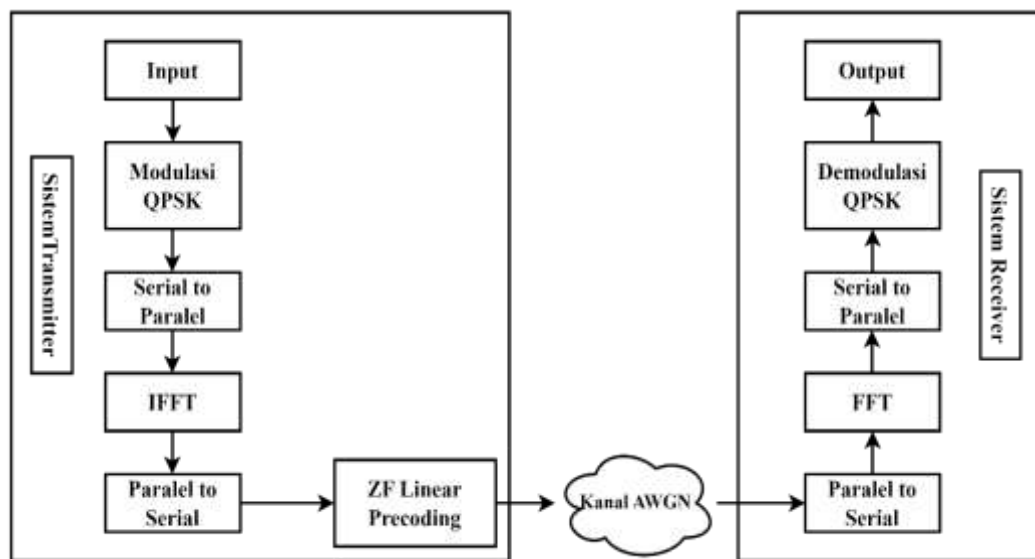 Input
Modulasi
QPSK
Serial to
Paralel
IFFT
Paralel to
Serial
SistemTransmitter
ZF Linear
Precoding
Kanal AWGN
Output
Demodulasi
QPSK
Serial to
Paralel
FFT
Paralel to
Serial
Sistem Receiver